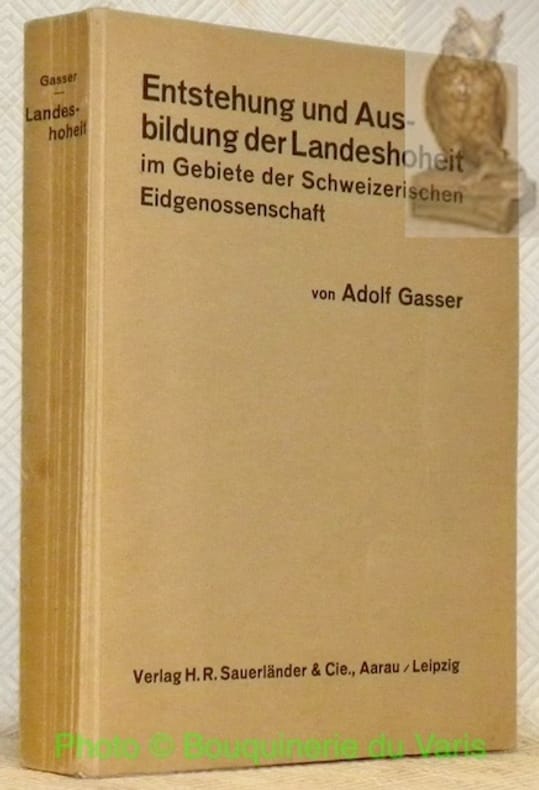 Gasser
Landes-
hoheit
Entstehung und Aus-
bildung der Landeshoheit
im Gebiete der Schweizerischen
Eidgenossenschaft
von Adolf Gasser
Verlag H. R. Sauerländer & Cie., Aarau / Leipzig
Photo © Bouquinerie du Varis